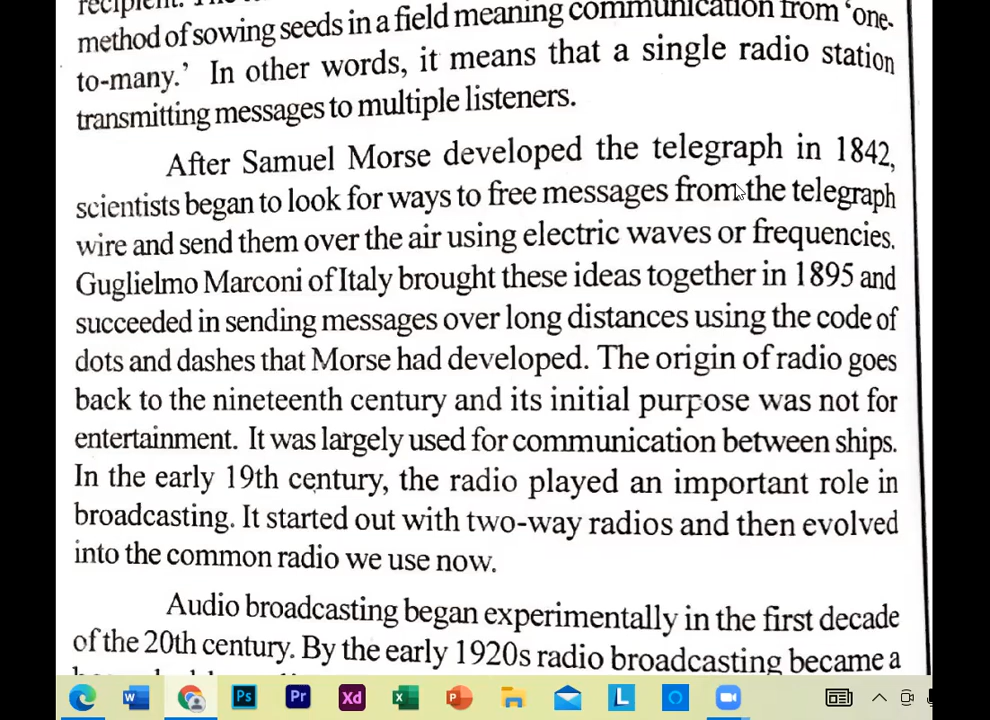 recipient.
method of sowing seeds in a field meaning communication from ‘one-
to-many.’ In other words, it means that a single radio station
transmitting messages to multiple listeners.
After Samuel Morse developed the telegraph in 1842,
scientists began to look for ways to free messages from the telegraph
wire and send them over the air using electric waves or frequencies.
Guglielmo Marconi of Italy brought these ideas together in 1895 and
succeeded in sending messages over long distances using the code of
dots and dashes that Morse had developed. The origin of radio goes
back to the nineteenth century and its initial purpose was not for
entertainment. It was largely used for communication between ships.
In the early 19th century, the radio played an important role in
broadcasting. It started out with two-way radios and then evolved
into the common radio we use now.
Audio broadcasting began experimentally in the first decade
of the 20th century. By the early 1920s radio broadcasting became a
W Ps Pr Xd X P L